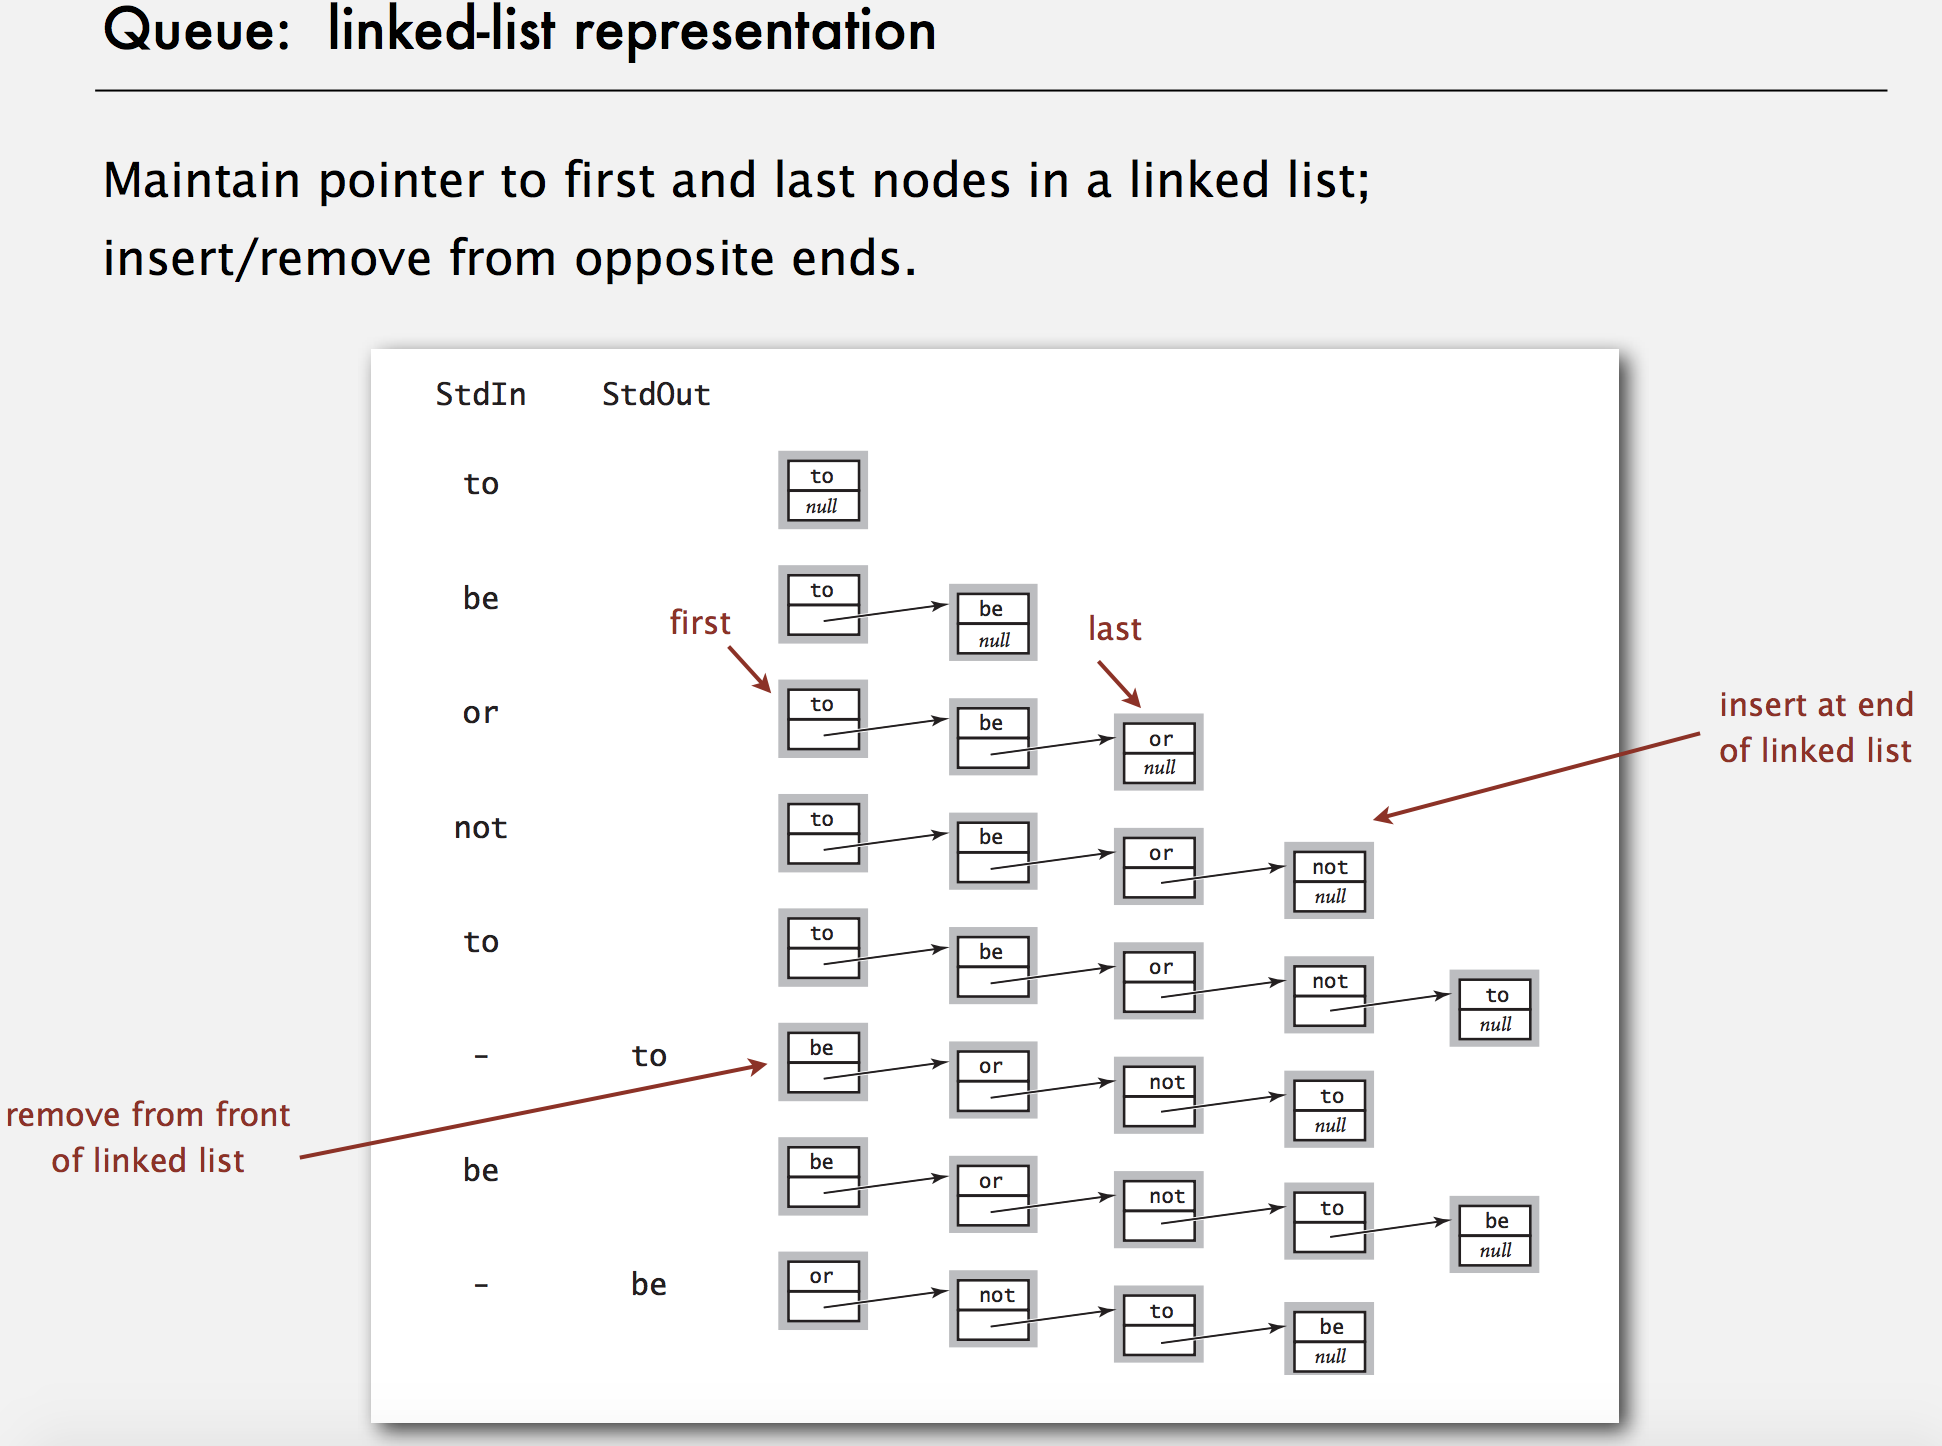 Queue: linked-list representation
Maintain pointer to first and last nodes in a linked list;
insert/remove from opposite ends.
StdIn StdOut
to
to
null
be
to
be
null
first
last
or
to
be
or
null
insert at end
of linked list
not
to
be
or
not
null
to
to
be
or
not
to
null
- to
be
or
not
to
null
remove from front
of linked list
be
be
or
not
to
be
null
- be
or
not
to
be
null